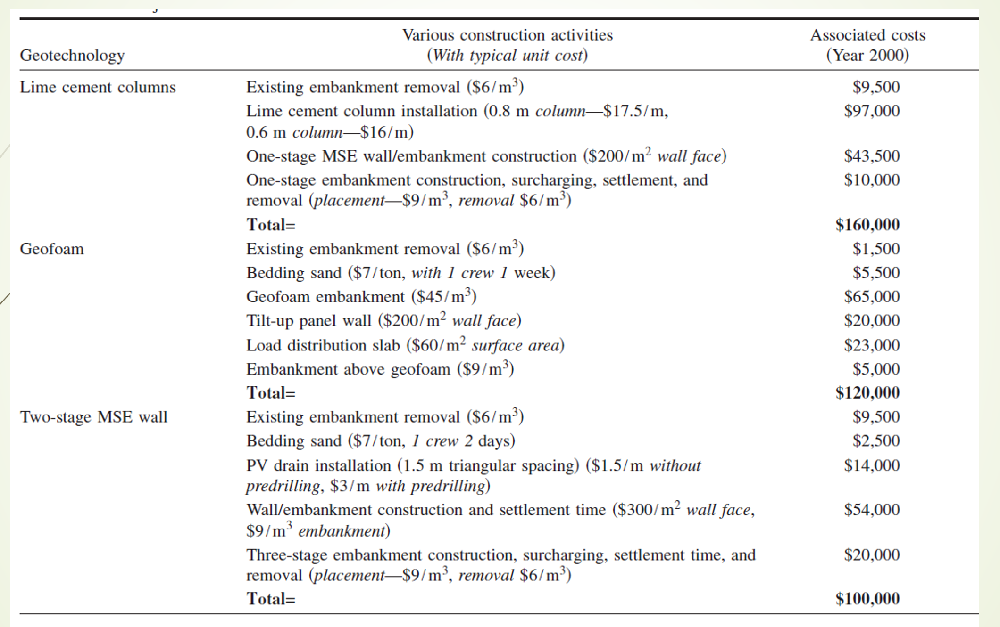 Various construction activities Associated costs
Geotechnology (With typical unit cost) (Year 2000)
Lime cement columns Existing embankment removal ($6/m³) $9,500
Lime cement column installation (0.8 m column—$17.5/m, $97,000
0.6 m column—$16/m)
One-stage MSE wall/embankment construction ($200/m² wall face) $43,500
One-stage embankment construction, surcharging, settlement, and $10,000
removal (placement—$9/m³, removal $6/m³)
Total= $160,000
Geofoam Existing embankment removal ($6/m³) $1,500
Bedding sand ($7/ton, with 1 crew 1 week) $5,500
Geofoam embankment ($45/m³) $65,000
Tilt-up panel wall ($200/m² wall face) $20,000
Load distribution slab ($60/m² surface area) $23,000
Embankment above geofoam ($9/m³) $5,000
Total= $120,000
Two-stage MSE wall Existing embankment removal ($6/m³) $9,500
Bedding sand ($7/ton, 1 crew 2 days) $2,500
PV drain installation (1.5 m triangular spacing) ($1.5/m without $14,000
predrilling, $3/m with predrilling)
Wall/embankment construction and settlement time ($300/m² wall face, $54,000
$9/m³ embankment)
Three-stage embankment construction, surcharging, settlement time, and $20,000
removal (placement—$9/m³, removal $6/m³)
Total= $100,000